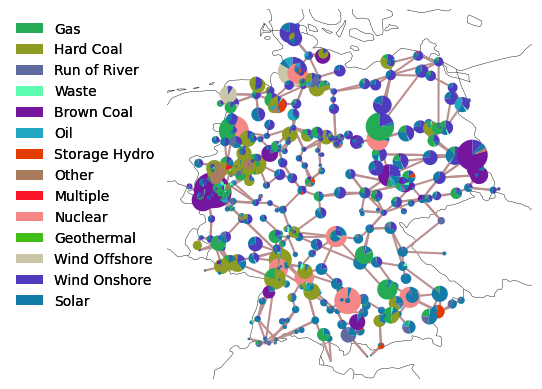 Gas
Hard Coal
Run of River
Waste
Brown Coal
Oil
Storage Hydro
Other
Multiple
Nuclear
Geothermal
Wind Offshore
Wind Onshore
Solar